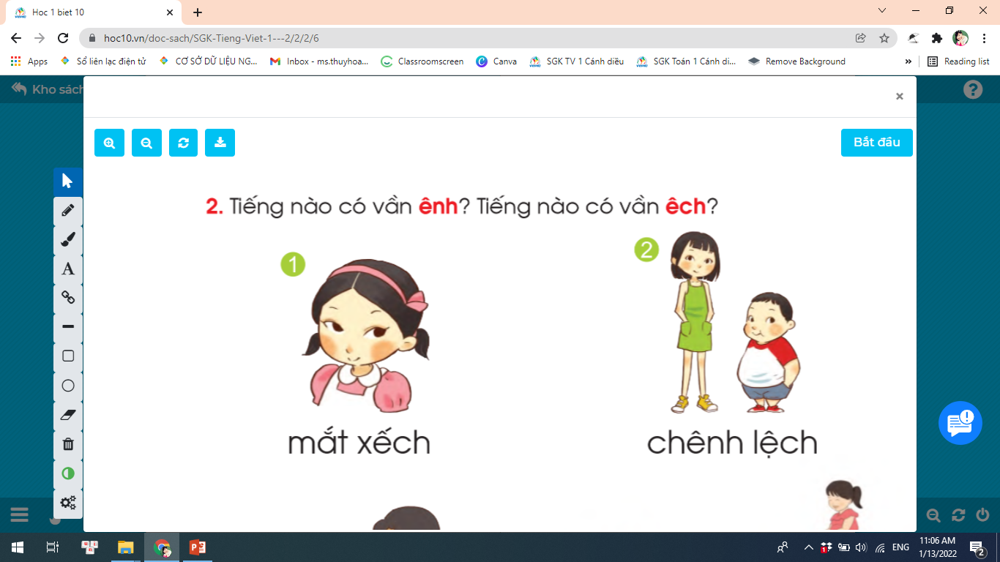 Hoc 1 biet 10
hoc10.vn/doc-sach/SGK-Tieng-Viet-1---2/2/2/6
Apps Sổ liên lạc điện tử CƠ SỞ DỮ LIỆU NG... Inbox - ms.thuyhoa... Classroomscreen Canva SGK TV 1 Cánh diều SGK Toán 1 Cánh di... Remove Background » Reading list
Kho sách
Bắt đầu
2. Tiếng nào có vần ênh? Tiếng nào có vần êch?
1
2
mắt xếch
chênh lệch
A
ENG
11:06 AM
1/13/2022
2